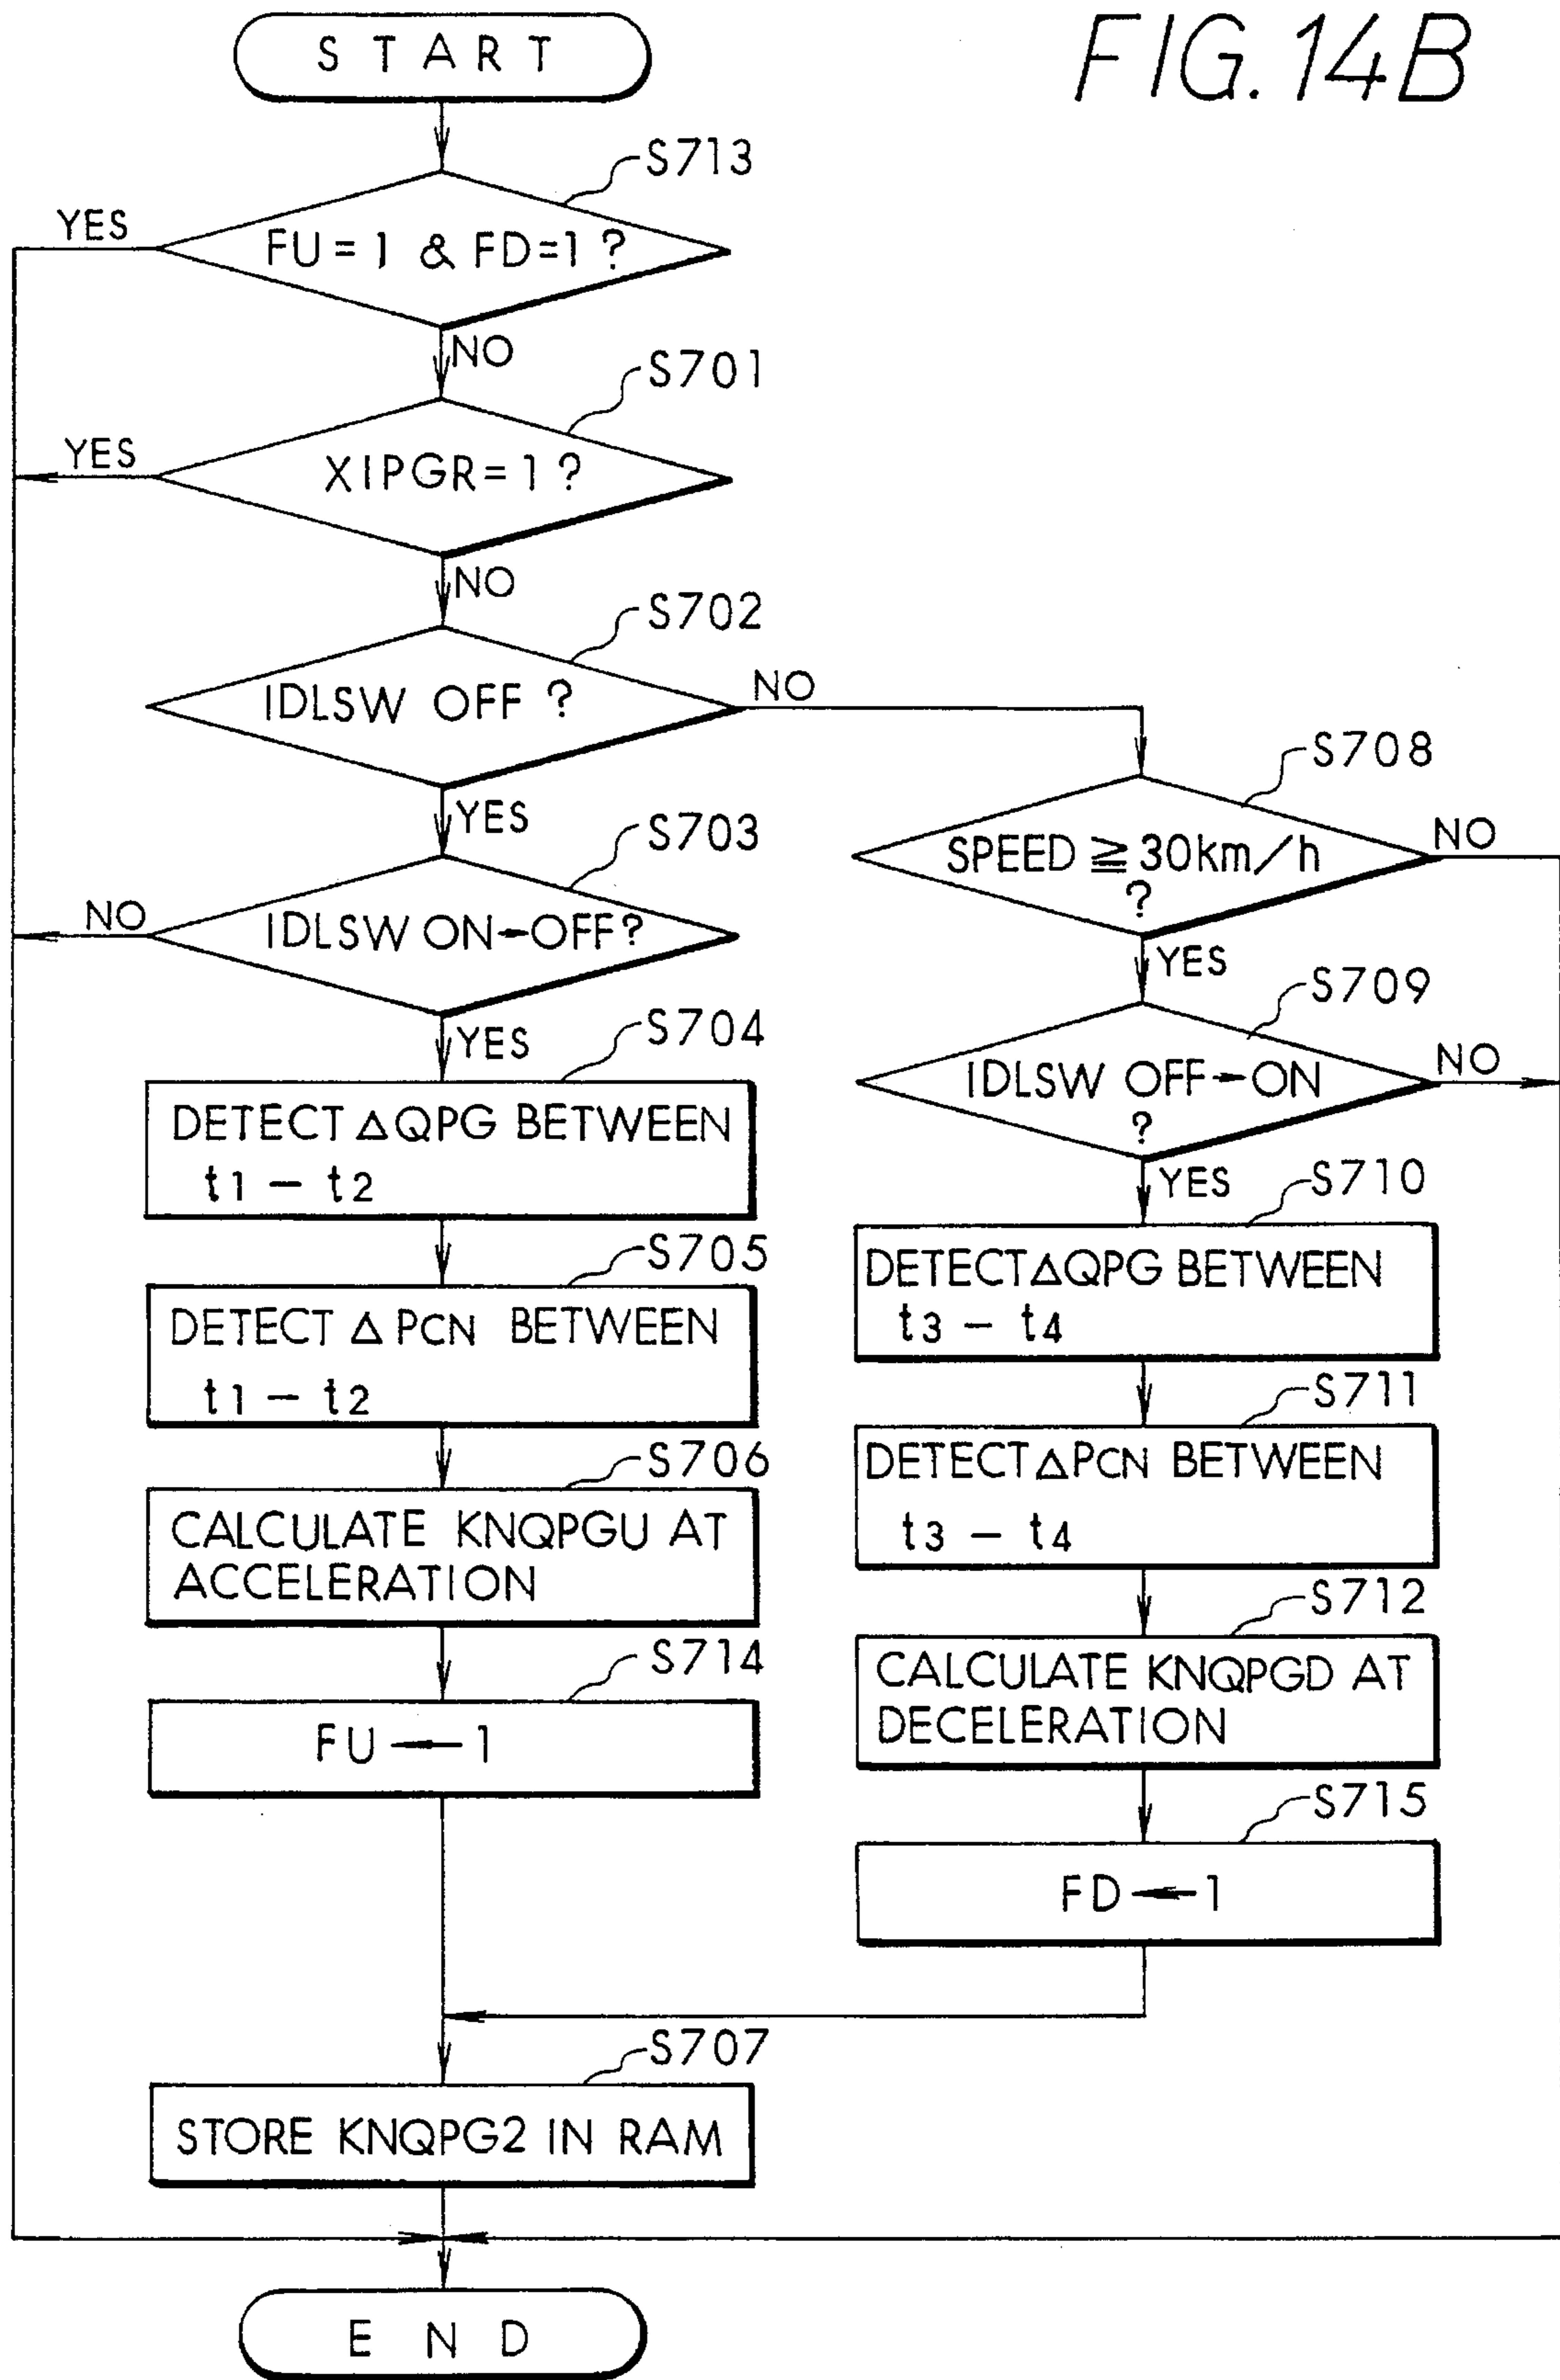 FIG. 14B
START
S713
YES
FU=1 & FD=1?
NO
S701
YES
XIPGR=1?
NO
S702
IDLSW OFF?
NO
YES
S703
NO
IDLSW ON→OFF?
YES
S704
DETECT ΔQPG BETWEEN
t1 – t2
S705
DETECT ΔPCN BETWEEN
t1 – t2
S706
CALCULATE KNQPGU AT
ACCELERATION
S714
FU ← 1
S708
SPEED ≧ 30km/h
?
NO
YES
S709
IDLSW OFF→ON
?
NO
YES
S710
DETECT ΔQPG BETWEEN
t3 – t4
S711
DETECT ΔPCN BETWEEN
t3 – t4
S712
CALCULATE KNQPGD AT
DECELERATION
S715
FD ← 1
S707
STORE KNQPG2 IN RAM
END